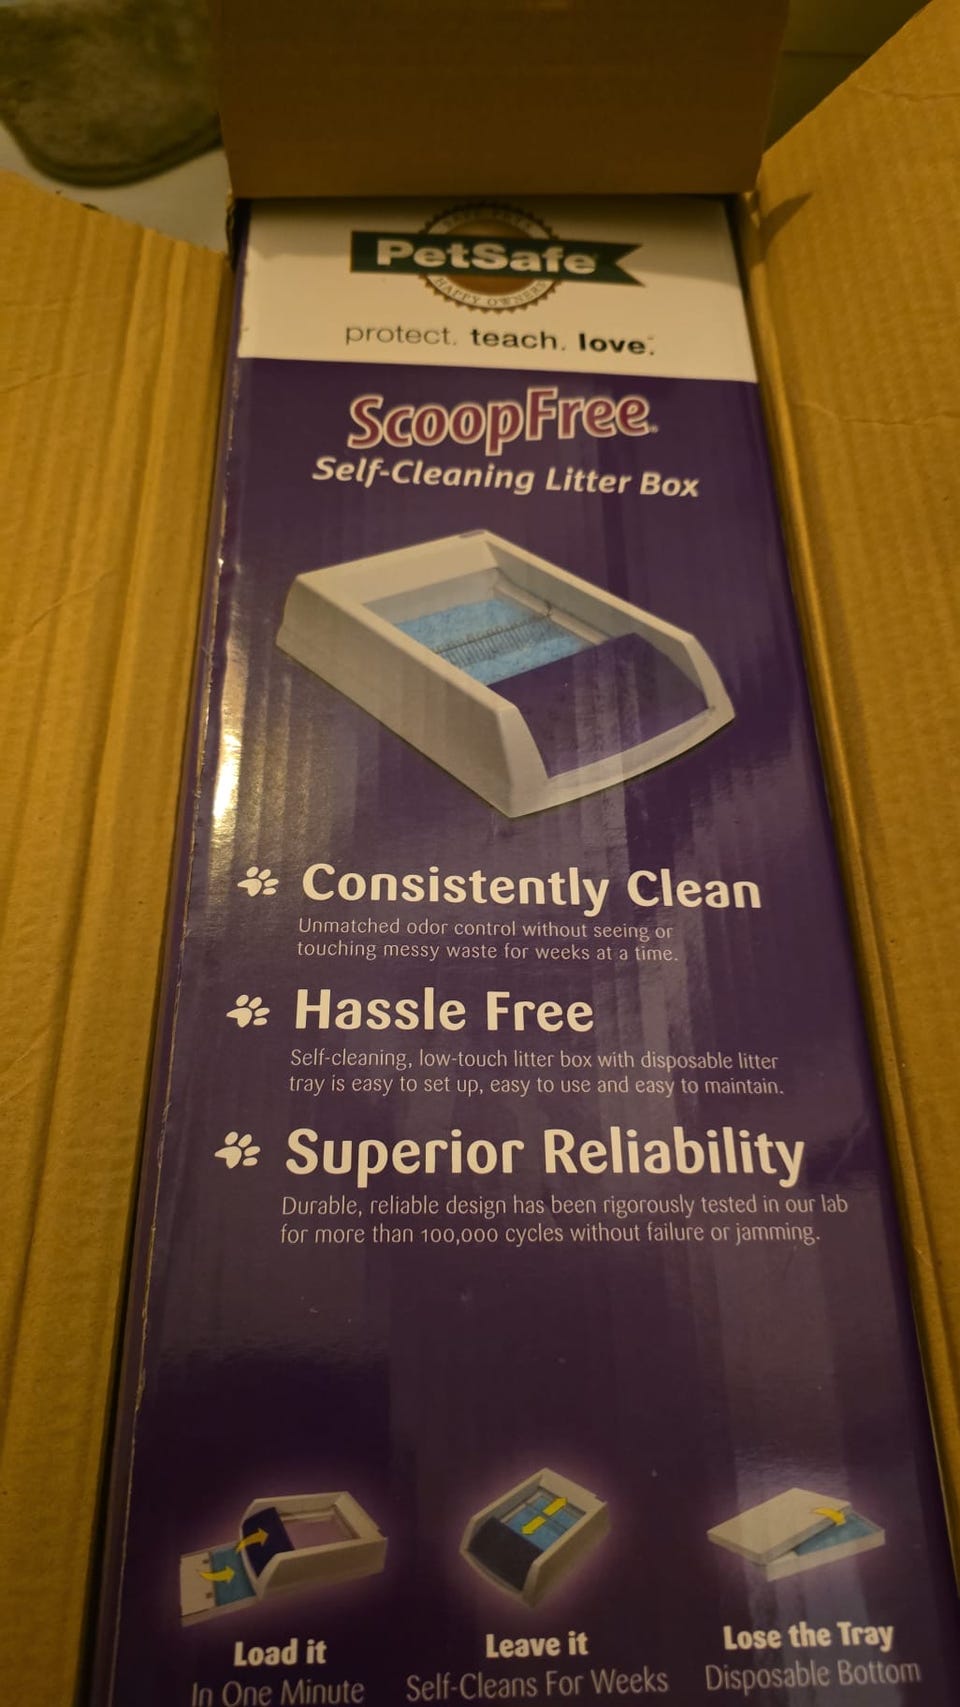 PetSafe
HAPPY OWNERS
protect. teach. love.
ScoopFree®
Self-Cleaning Litter Box
Consistently Clean
Unmatched odor control without seeing or
touching messy waste for weeks at a time.
Hassle Free
Self-cleaning, low-touch litter box with disposable litter
tray is easy to set up, easy to use and easy to maintain.
Superior Reliability
Durable, reliable design has been rigorously tested in our lab
for more than 100,000 cycles without failure or jamming.
Load it
In One Minute
Leave it
Self-Cleans For Weeks
Lose the Tray
Disposable Bottom